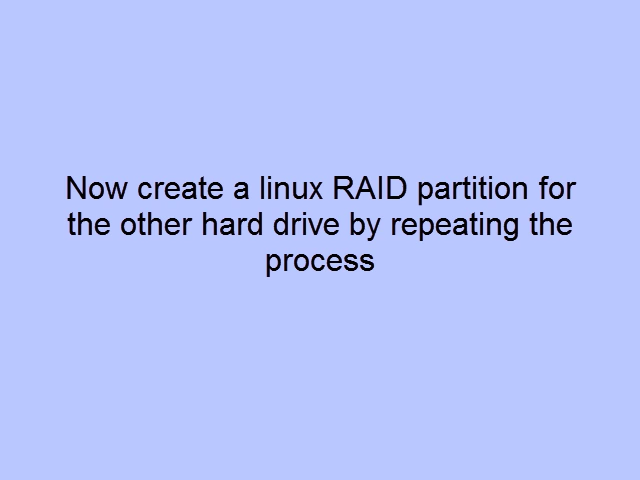 Now create a linux RAID partition for
the other hard drive by repeating the
process